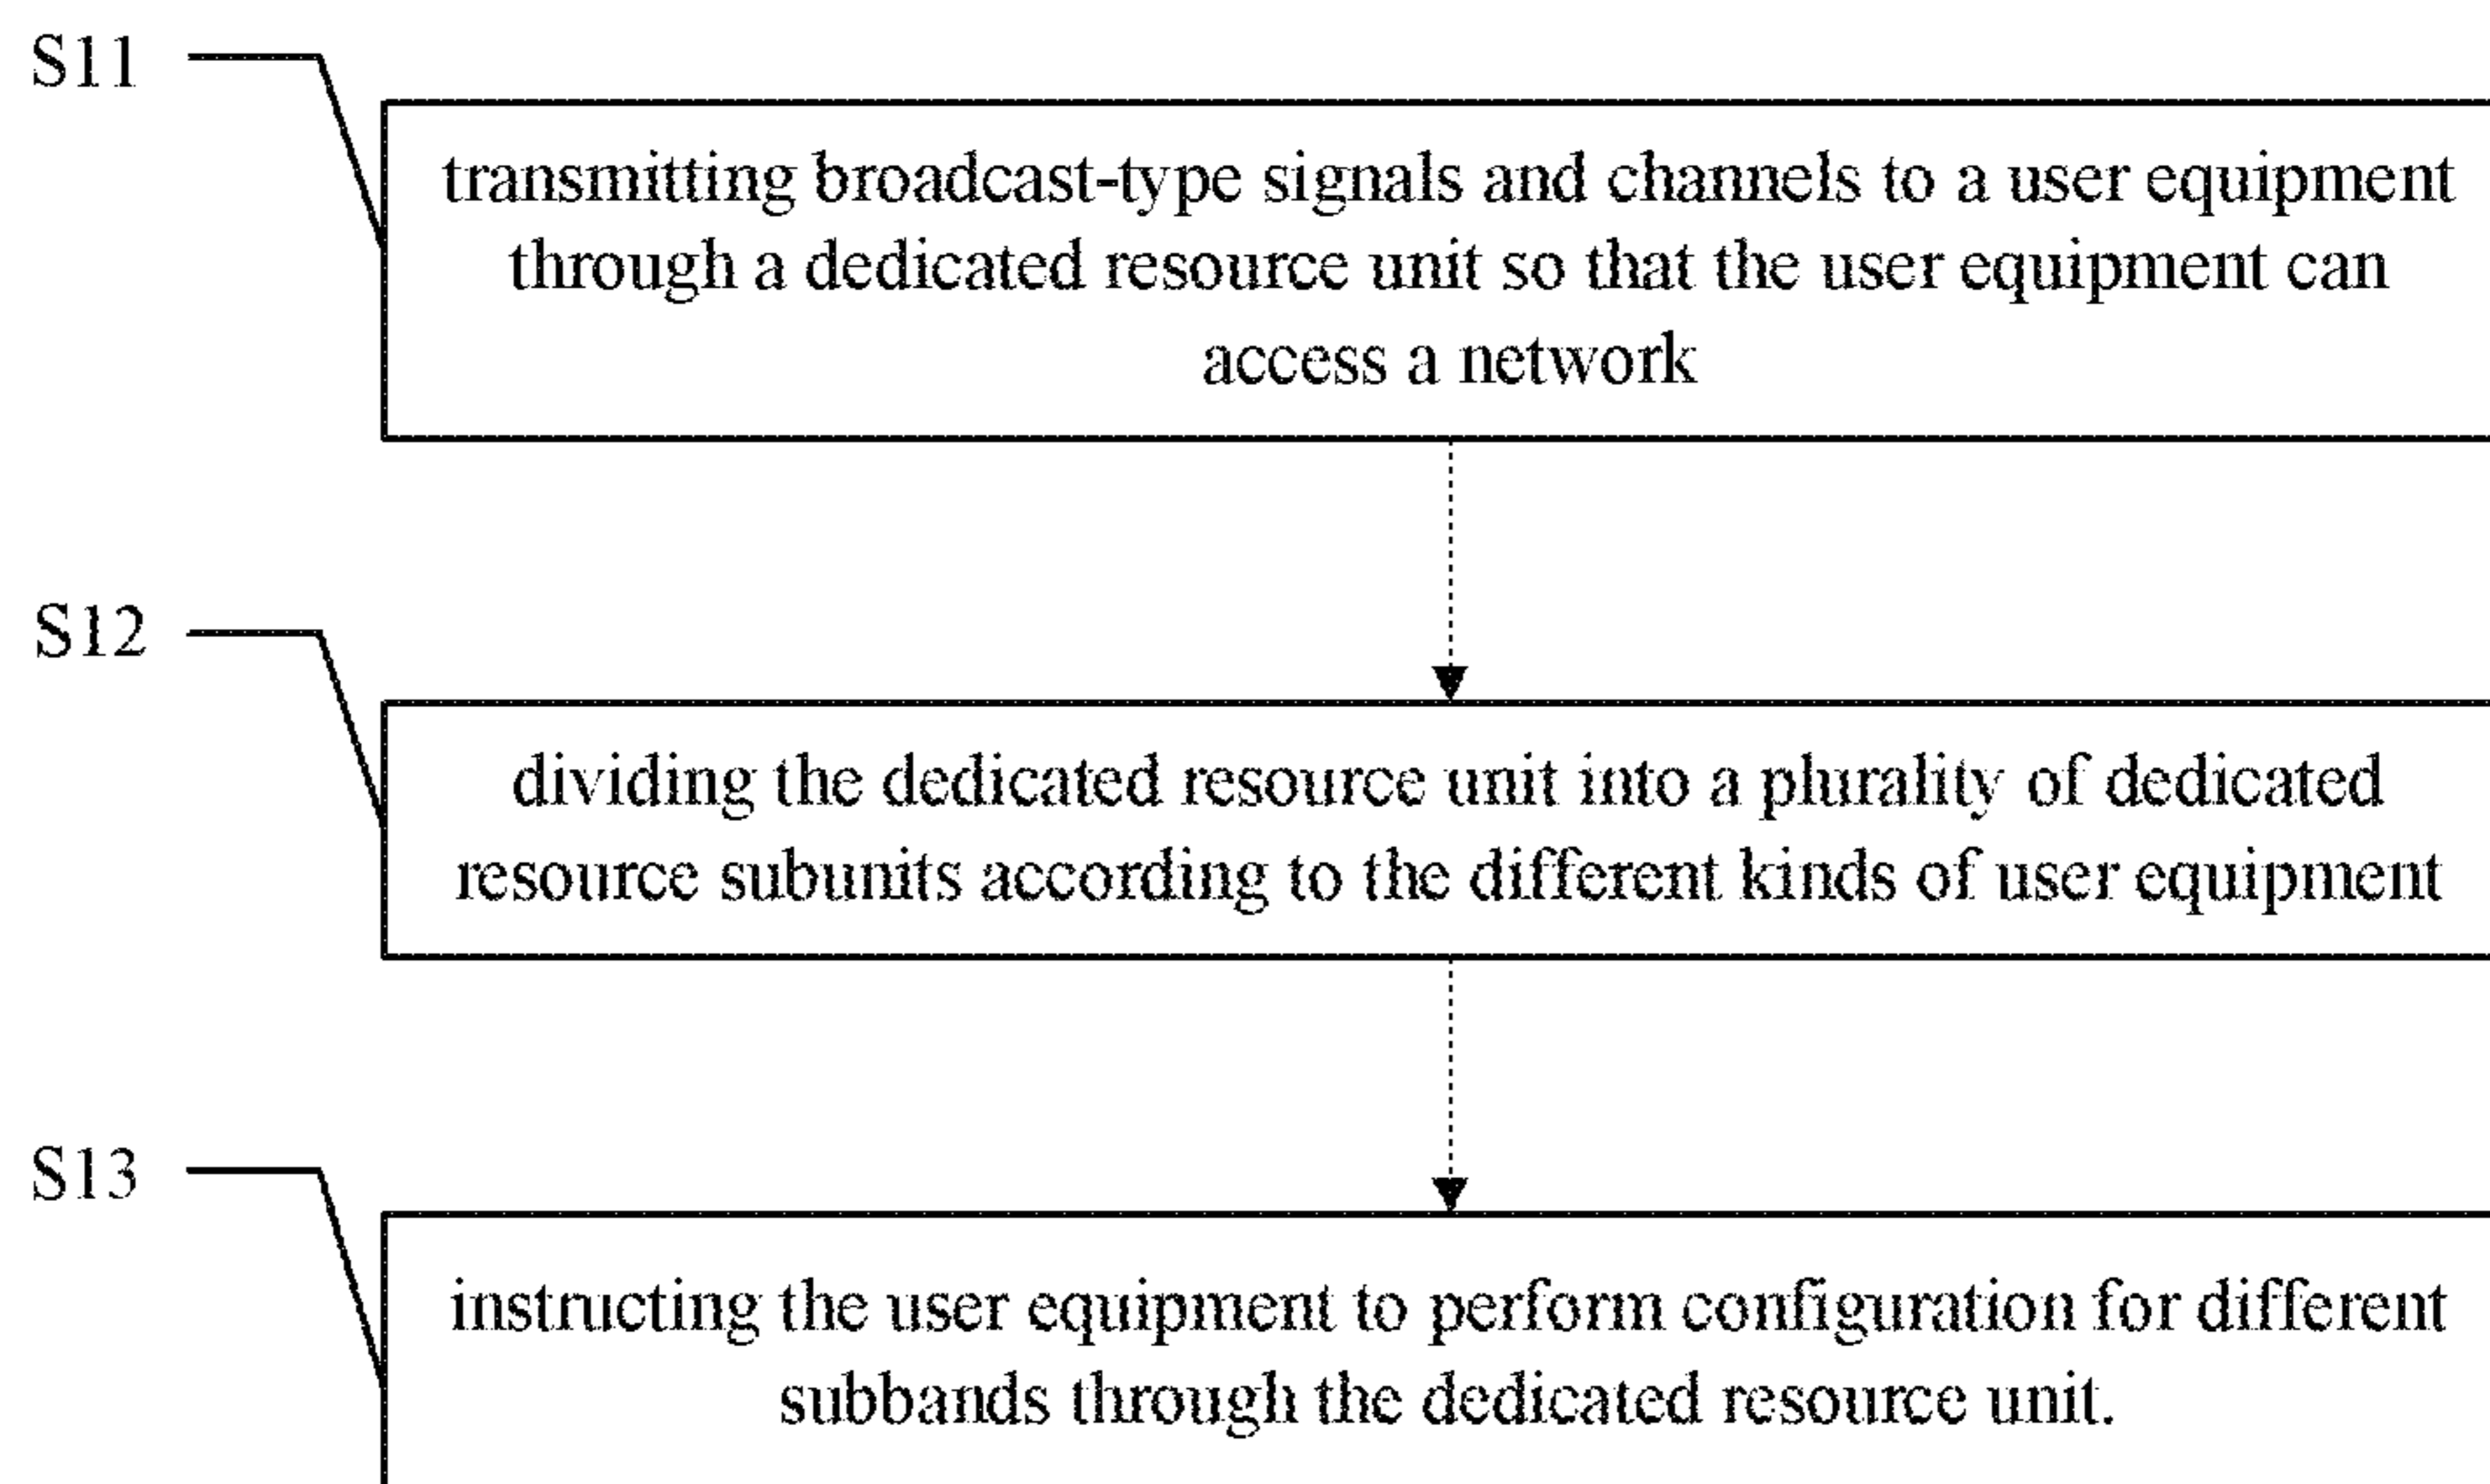 S11
transmitting broadcast-type signals and channels to a user equipment
through a dedicated resource unit so that the user equipment can
access a network
S12
dividing the dedicated resource unit into a plurality of dedicated
resource subunits according to the different kinds of user equipment
S13
instructing the user equipment to perform configuration for different
subbands through the dedicated resource unit.